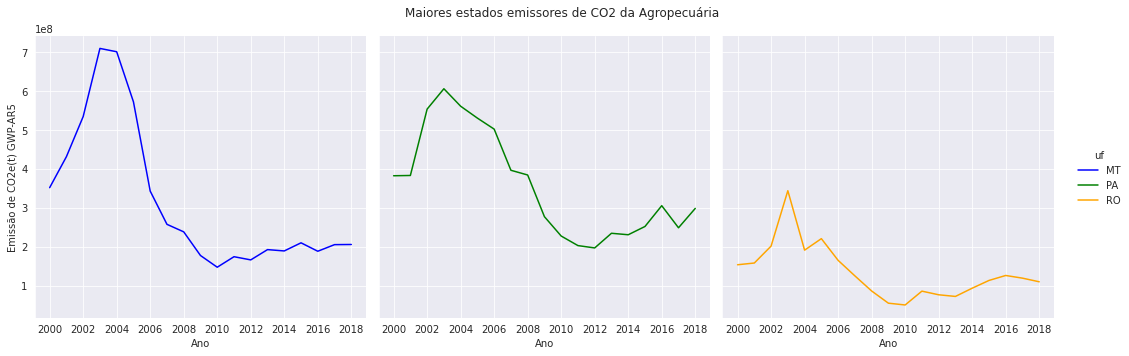 Maiores estados emissores de CO2 da Agropecuária
1e8
7
6
5
4
3
2
1
Emissão de CO2e(t) GWP-AR5
2000 2002 2004 2006 2008 2010 2012 2014 2016 2018
Ano
2000 2002 2004 2006 2008 2010 2012 2014 2016 2018
Ano
2000 2002 2004 2006 2008 2010 2012 2014 2016 2018
Ano
uf
MT
PA
RO